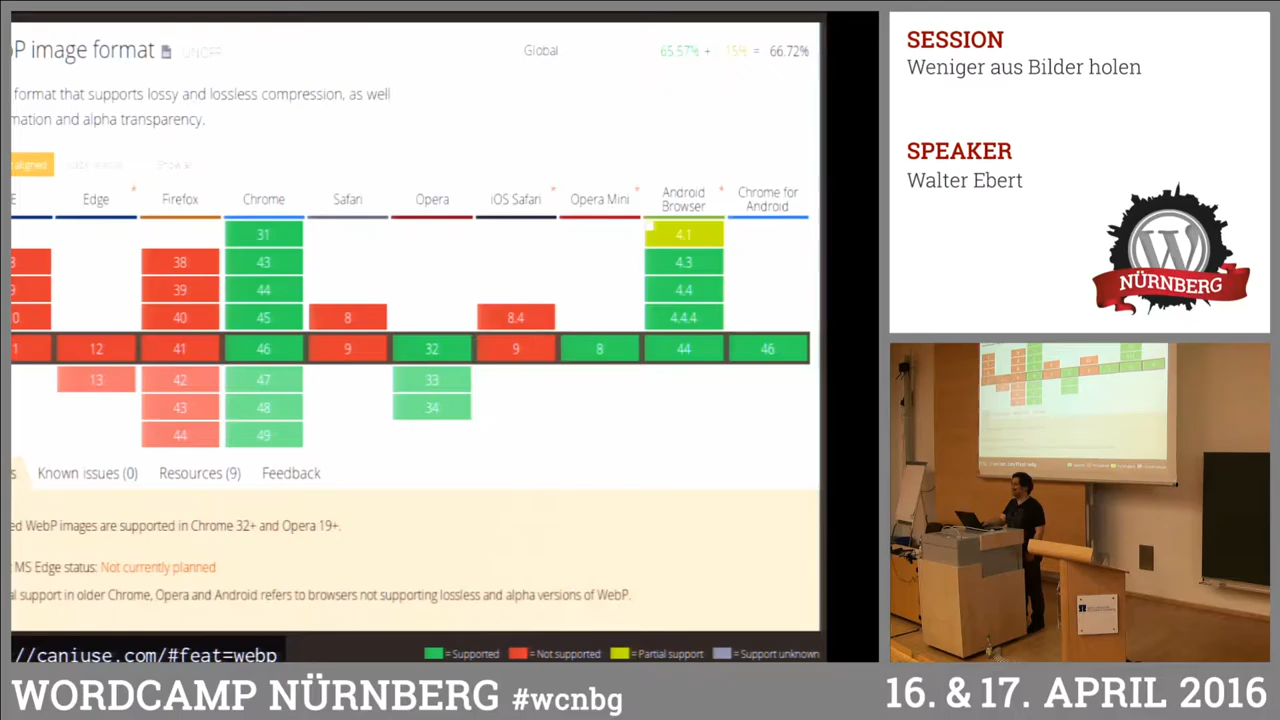 P image format
UNOFF
Global
65.57% + 15% = 66.72%
format that supports lossy and lossless compression, as well
mation and alpha transparency.
aligned
Show all
E Edge * Firefox Chrome Safari Opera iOS Safari * Opera Mini * Android Browser * Chrome for Android
31 4.1
8 38 43 4.3
9 39 44 4.4
0 40 45 8 8.4 4.4.4
1 12 41 46 9 32 9 8 44 46
13 42 47 33
43 48 34
44 49
s Known issues (0) Resources (9) Feedback
ed WebP images are supported in Chrome 32+ and Opera 19+.
MS Edge status: Not currently planned
l support in older Chrome, Opera and Android refers to browsers not supporting lossless and alpha versions of WebP.
//caniuse.com/#feat=webp
=Supported =Not supported =Partial support =Support unknown
SESSION
Weniger aus Bilder holen
SPEAKER
Walter Ebert
W
NÜRNBERG
WORDCAMP NÜRNBERG #wcnbg
16. & 17. APRIL 2016